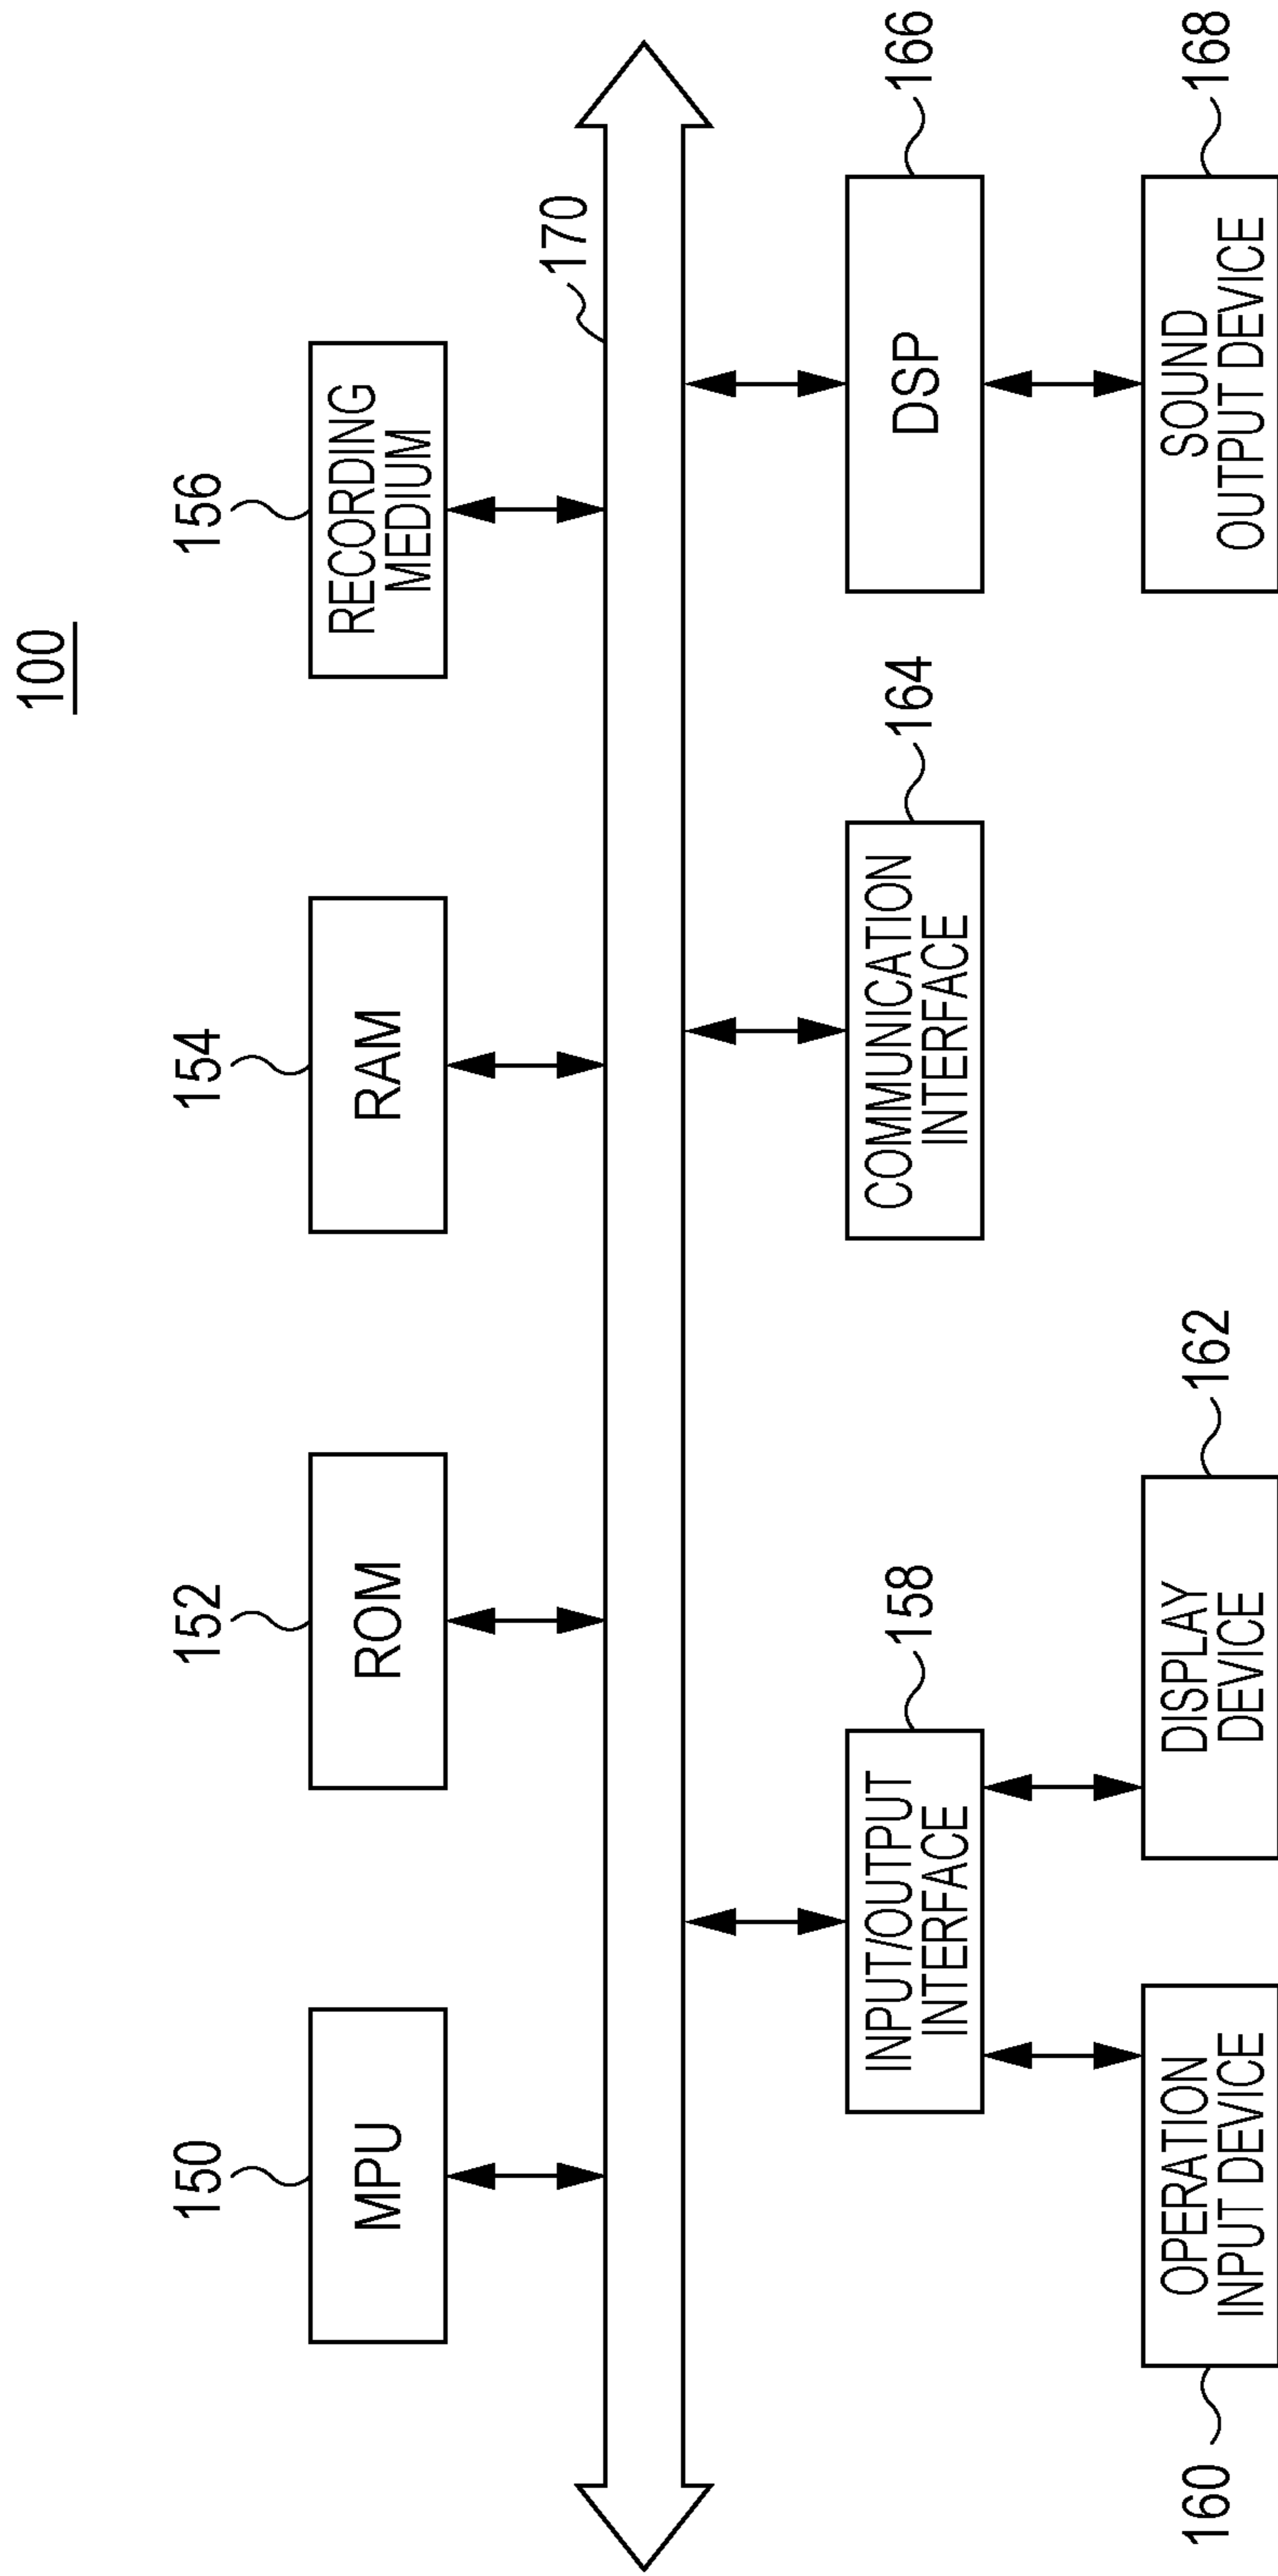 100
150
152
154
156
MPU
ROM
RAM
RECORDING
MEDIUM
170
158
164
166
INPUT/OUTPUT
INTERFACE
COMMUNICATION
INTERFACE
DSP
160
162
168
OPERATION
INPUT DEVICE
DISPLAY
DEVICE
SOUND
OUTPUT DEVICE